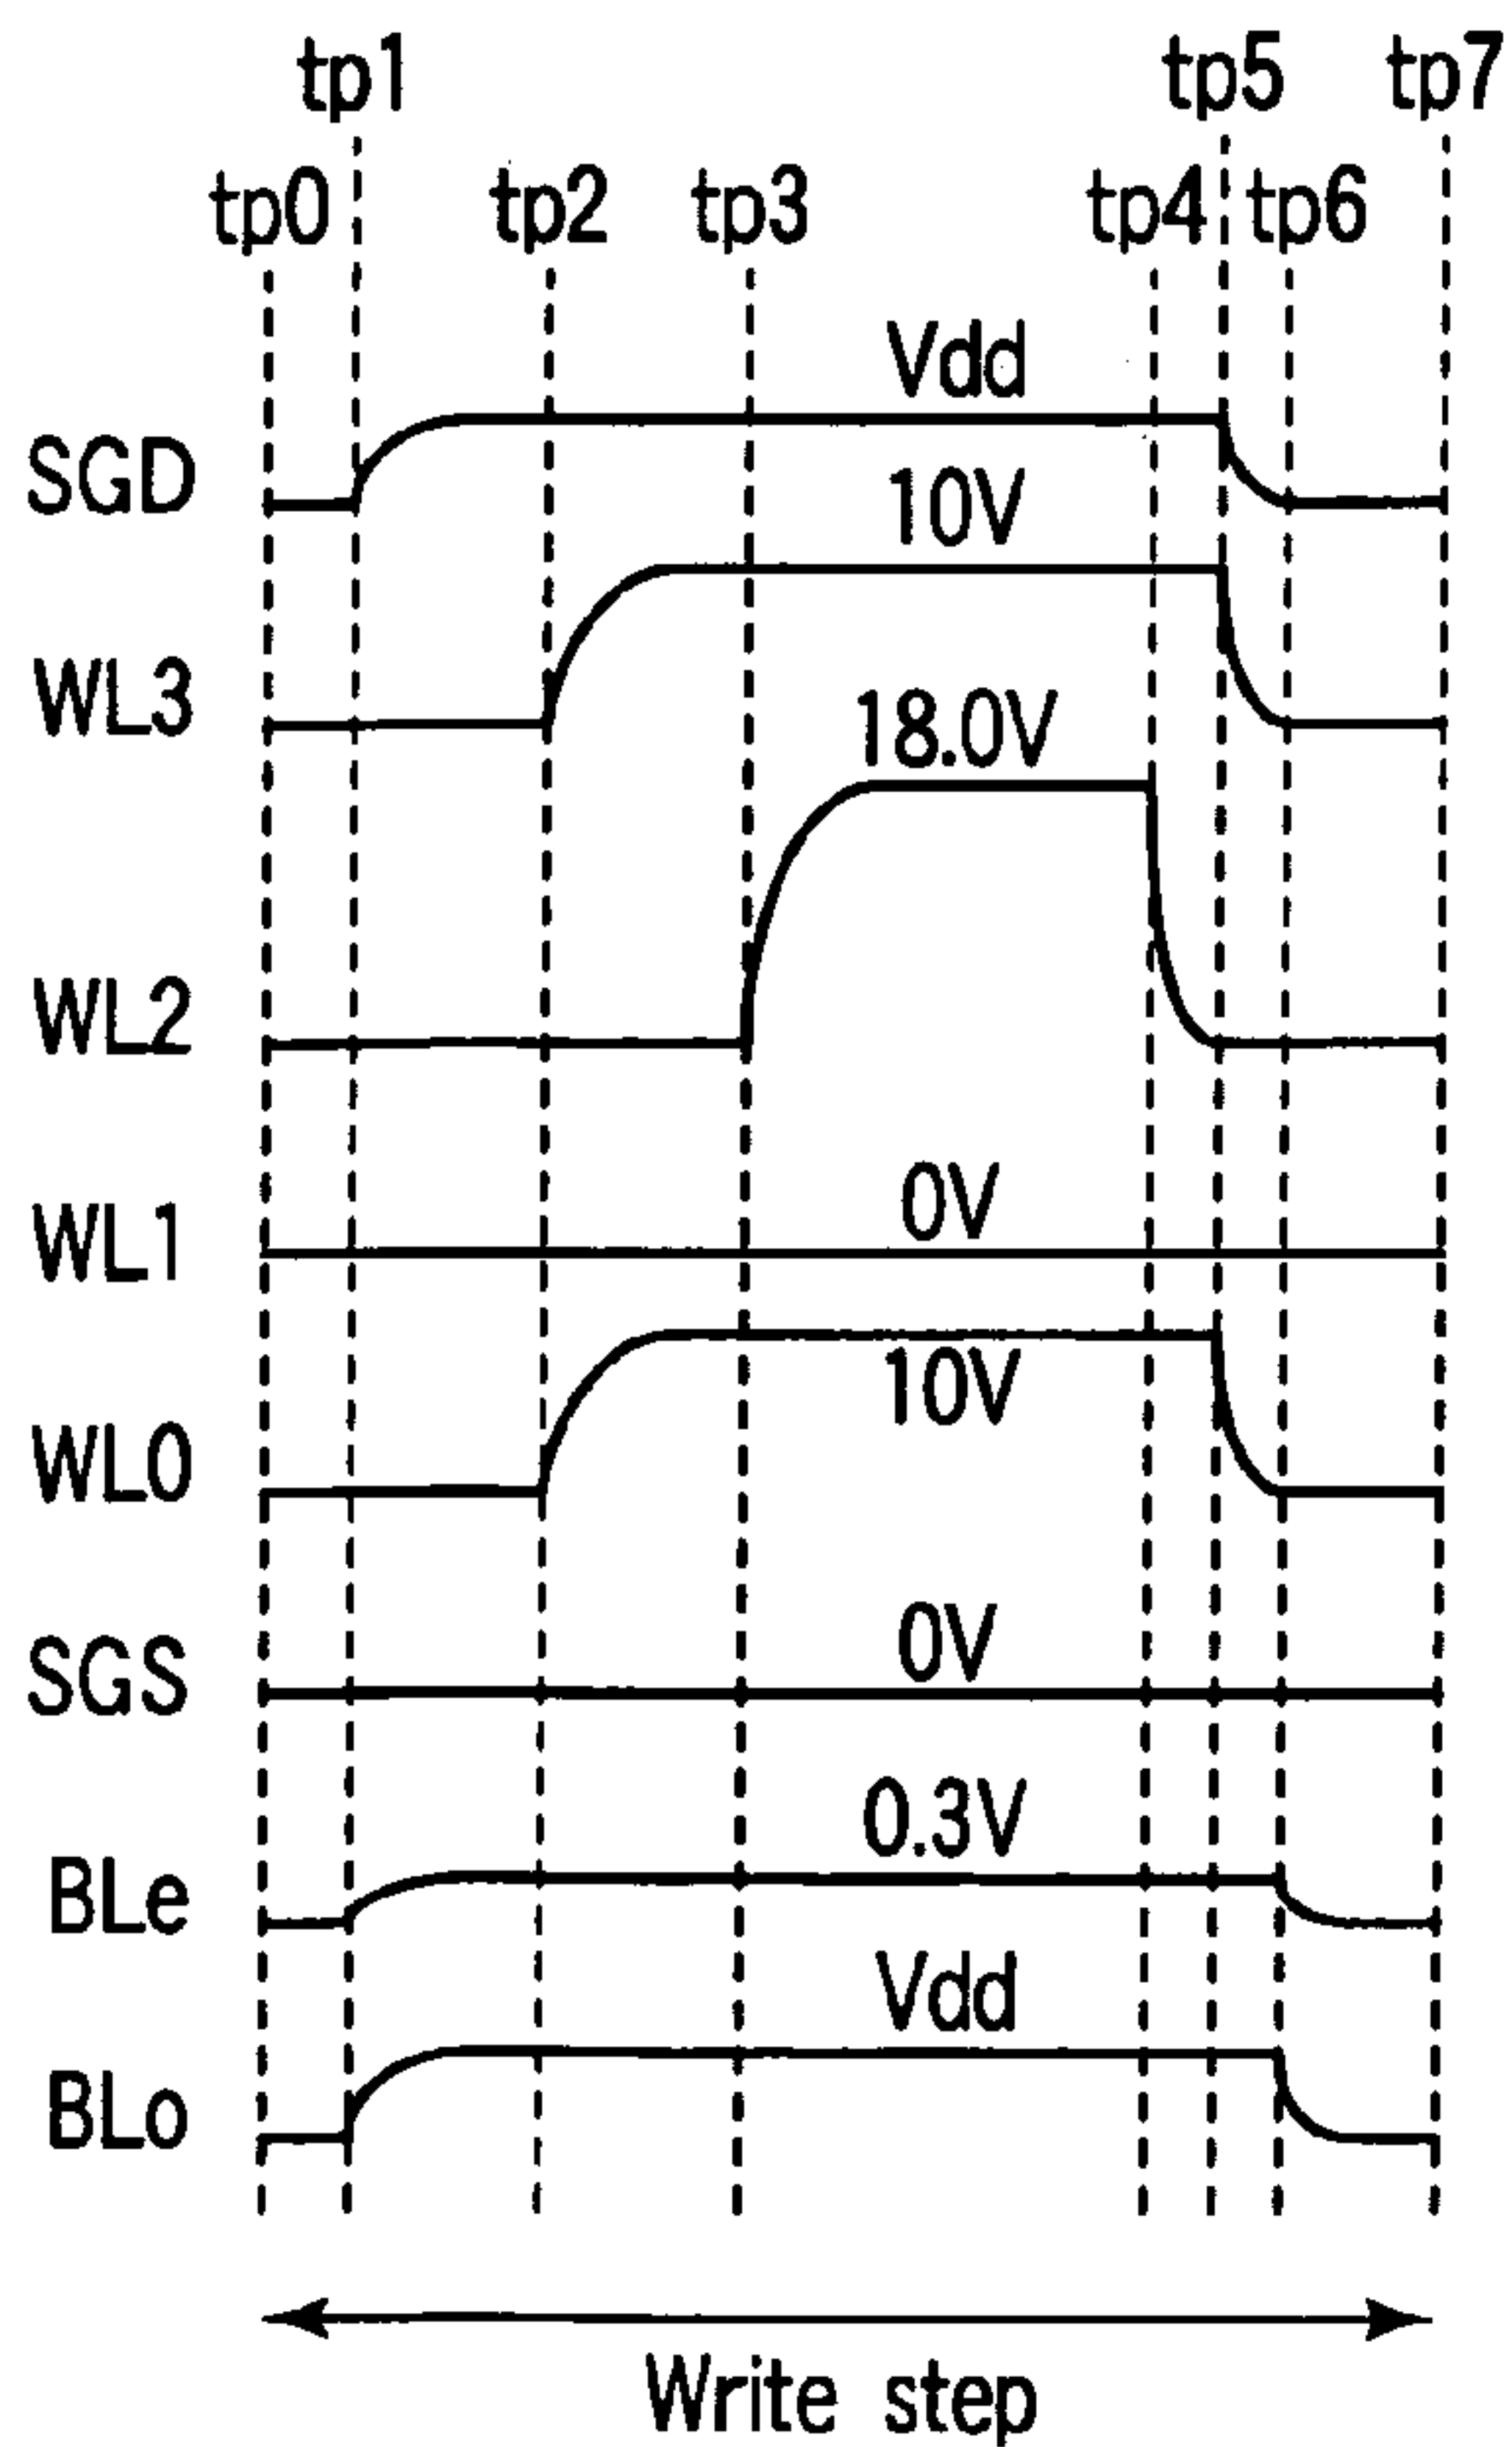 tp1 tp5 tp7
tp0 tp2 tp3 tp4 tp6
Vdd
SGD
10V
WL3
18.0V
WL2
0V
WL1
10V
WL0
0V
SGS
0.3V
BLe
Vdd
BLo
Write step